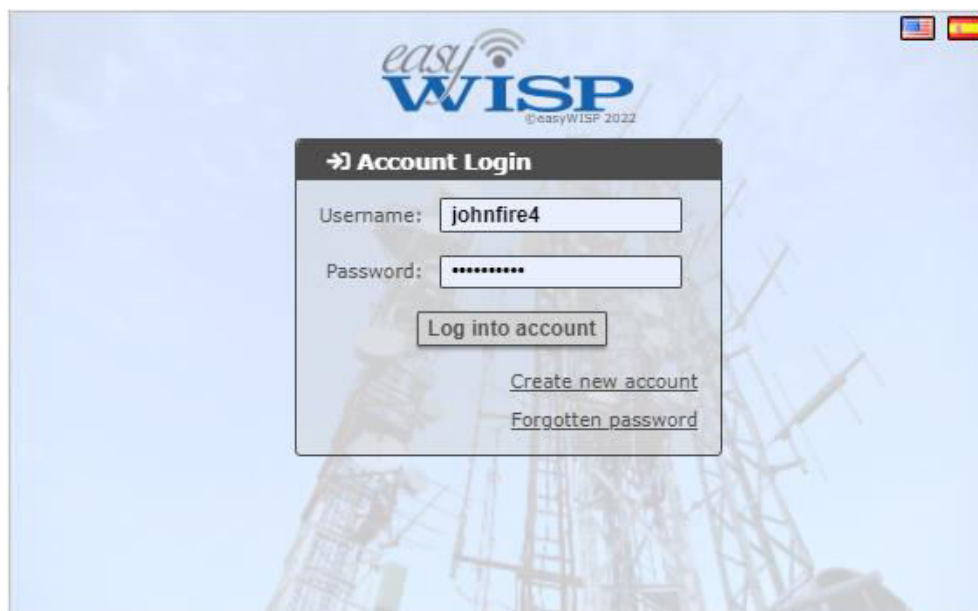 easy
WISP
©easyWISP 2022
Account Login
Username: johnfire4
Password: ••••••••••
Log into account
Create new account
Forgotten password